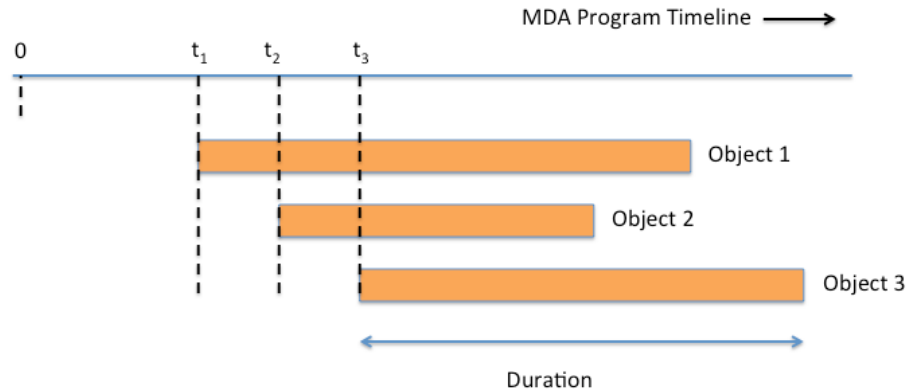 MDA Program Timeline
0 t₁ t₂ t₃
Object 1
Object 2
Object 3
Duration